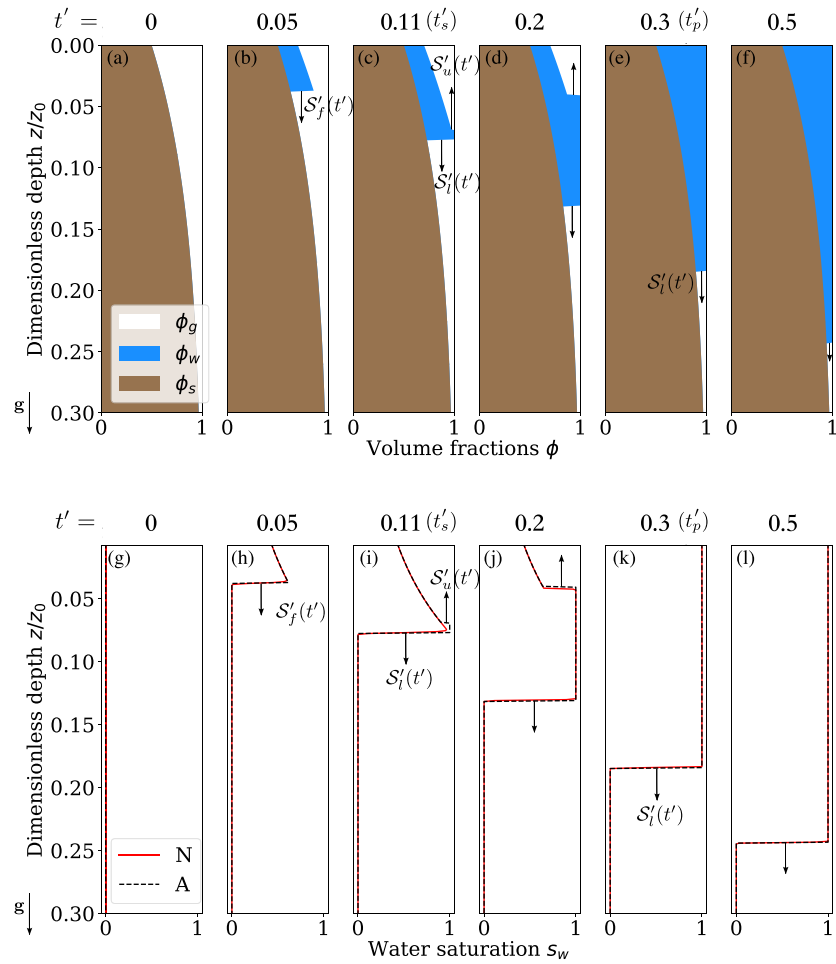 t′ = 0 0.05 0.11 (t′ₛ) 0.2 0.3 (t′ₚ) 0.5
0.00 (a) (b) (c) (d) (e) (f)
S′ᵤ(t′)
0.05
S′f(t′)
0.10
S′ₗ(t′)
0.15
Dimensionless depth z/z₀
0.20 S′ₗ(t′)
ϕg
0.25 ϕw
ϕₛ
g
0.30
0 1 0 1 0 1 0 1 0 1 0 1
Volume fractions ϕ
t′ = 0 0.05 0.11 (t′ₛ) 0.2 0.3 (t′ₚ) 0.5
(g) (h) (i) (j) (k) (l)
S′ᵤ(t′)
0.05
S′f(t′)
0.10
S′ₗ(t′)
0.15
Dimensionless depth z/z₀
0.20
S′ₗ(t′)
0.25 N
A
g
0.30
0 1 0 1 0 1 0 1 0 1 0 1
Water saturation sw